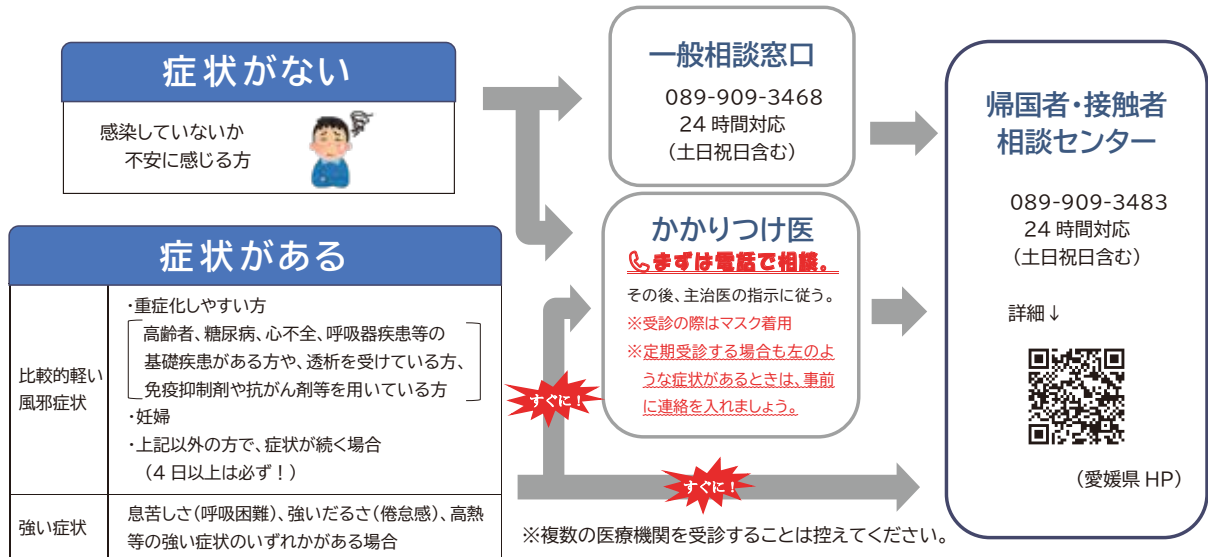 症状がない
感染していないか
不安に感じる方
症状がある
比較的軽い
風邪症状
・重症化しやすい方
高齢者、糖尿病、心不全、呼吸器疾患等の
基礎疾患がある方や、透析を受けている方、
免疫抑制剤や抗がん剤等を用いている方
・妊婦
・上記以外の方で、症状が続く場合
（4 日以上は必ず！）
強い症状
息苦しさ(呼吸困難)、強いだるさ(倦怠感)、高熱
等の強い症状のいずれかがある場合
一般相談窓口
089-909-3468
24 時間対応
（土日祝日含む）
かかりつけ医
まずは電話で相談。
その後、主治医の指示に従う。
※受診の際はマスク着用
※定期受診する場合も左のよ
うな症状があるときは、事前
に連絡を入れましょう。
すぐに！
すぐに！
※複数の医療機関を受診することは控えてください。
帰国者・接触者
相談センター
089-909-3483
24 時間対応
（土日祝日含む）
詳細↓
（愛媛県 HP）